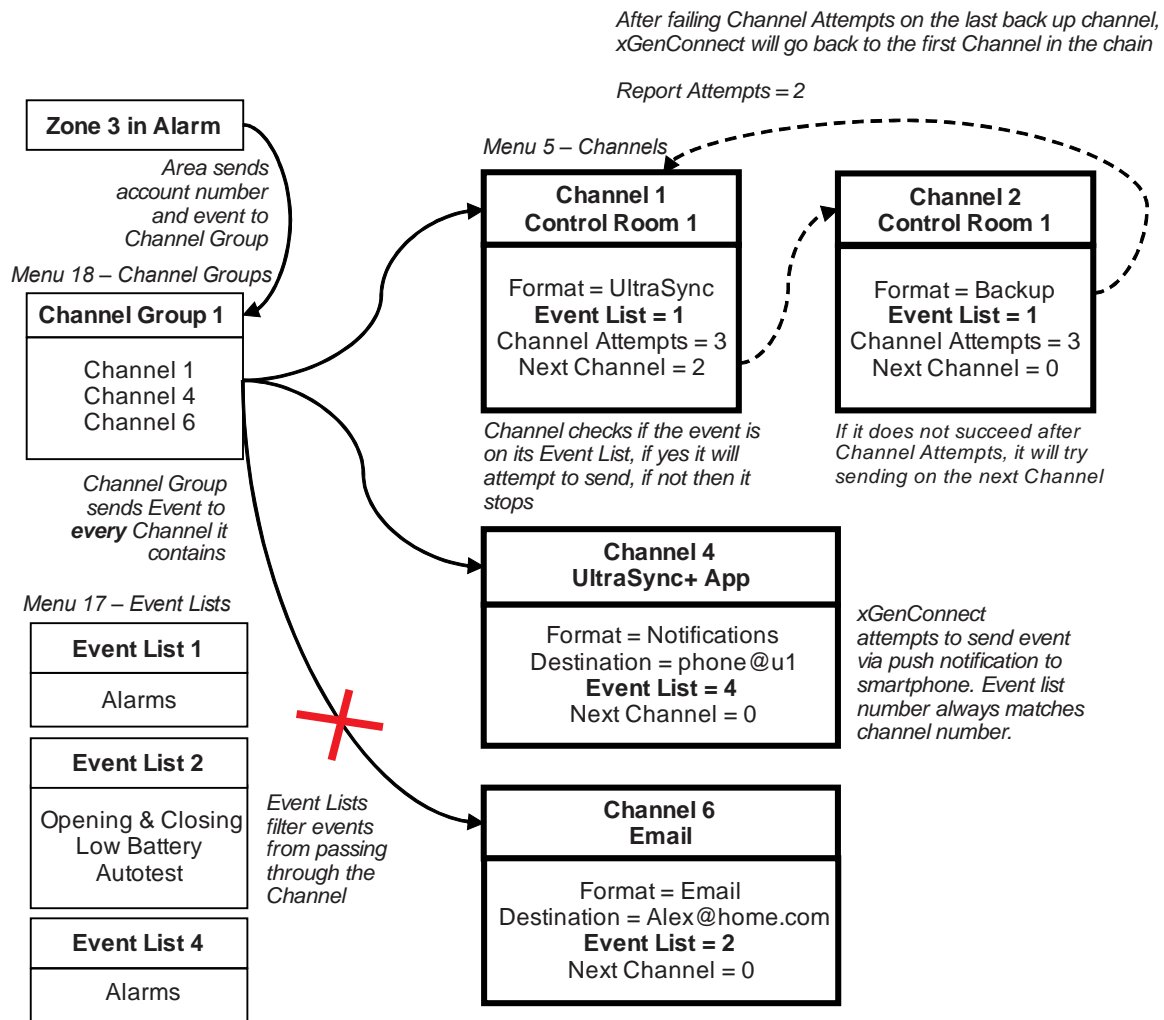 After failing Channel Attempts on the last back up channel,
xGenConnect will go back to the first Channel in the chain
Report Attempts = 2
Zone 3 in Alarm
Area sends
account number
and event to
Channel Group
Menu 18 – Channel Groups
Channel Group 1
Channel 1
Channel 4
Channel 6
Channel Group
sends Event to
every Channel it
contains
Menu 5 – Channels
Channel 1
Control Room 1
Format = UltraSync
Event List = 1
Channel Attempts = 3
Next Channel = 2
Channel checks if the event is
on its Event List, if yes it will
attempt to send, if not then it
stops
Channel 2
Control Room 1
Format = Backup
Event List = 1
Channel Attempts = 3
Next Channel = 0
If it does not succeed after
Channel Attempts, it will try
sending on the next Channel
Channel 4
UltraSync+ App
Format = Notifications
Destination = phone@u1
Event List = 4
Next Channel = 0
xGenConnect
attempts to send event
via push notification to
smartphone. Event list
number always matches
channel number.
Menu 17 – Event Lists
Event List 1
Alarms
Event List 2
Opening & Closing
Low Battery
Autotest
Event List 4
Alarms
Event Lists
filter events
from passing
through the
Channel
Channel 6
Email
Format = Email
Destination = Alex@home.com
Event List = 2
Next Channel = 0